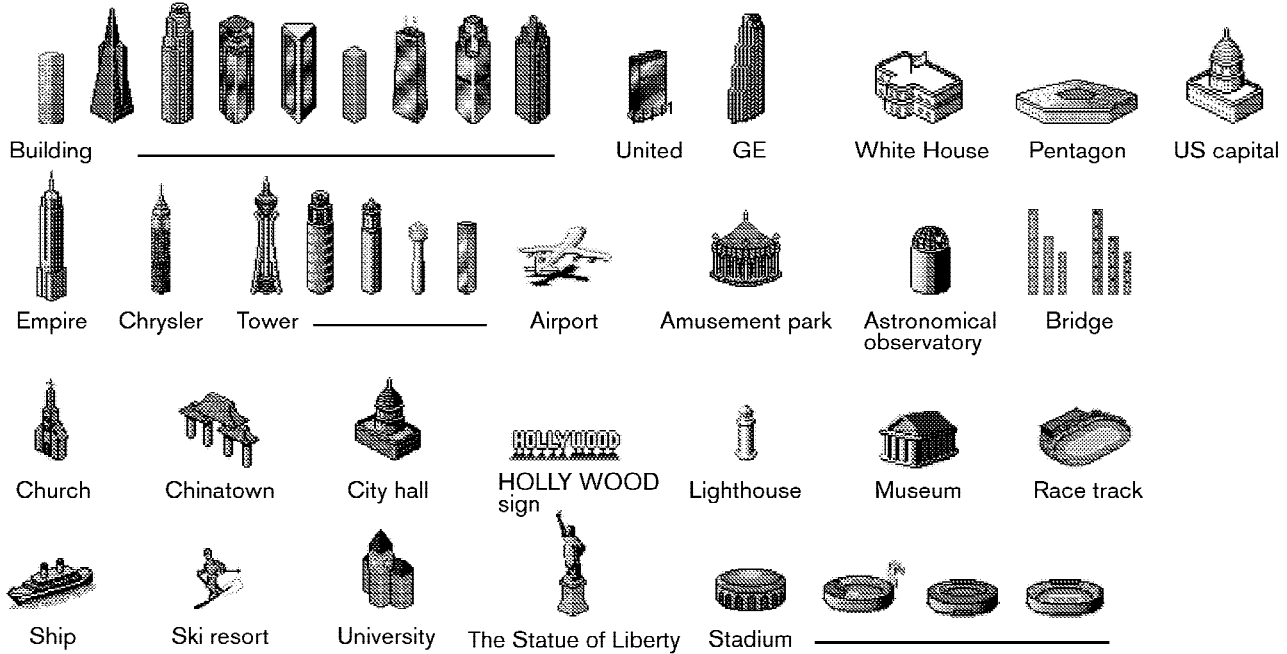 Building
United
GE
White House
Pentagon
US capital
Empire
Chrysler
Tower
Airport
Amusement park
Astronomical
observatory
Bridge
HOLLYWOOD
Church
Chinatown
City hall
HOLLY WOOD
sign
Lighthouse
Museum
Race track
Ship
Ski resort
University
The Statue of Liberty
Stadium